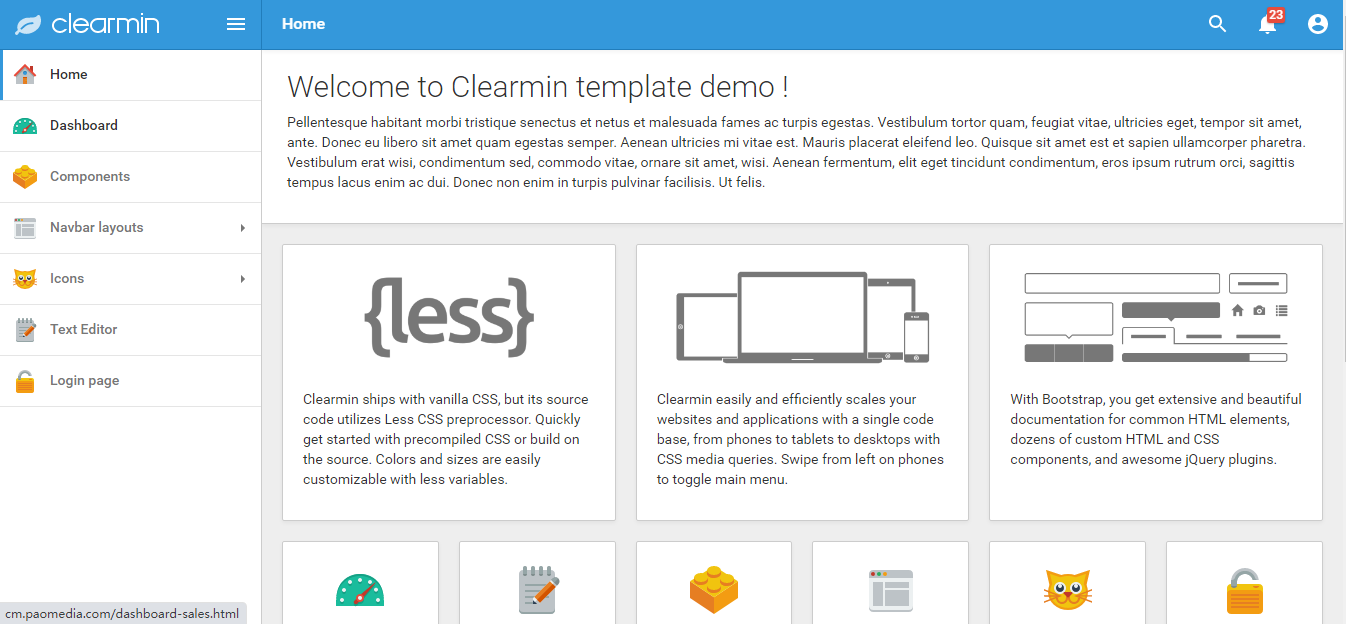 clearmin
Home
23
Home
Dashboard
Components
Navbar layouts
Icons
Text Editor
Login page
Welcome to Clearmin template demo !
Pellentesque habitant morbi tristique senectus et netus et malesuada fames ac turpis egestas. Vestibulum tortor quam, feugiat vitae, ultricies eget, tempor sit amet,
ante. Donec eu libero sit amet quam egestas semper. Aenean ultricies mi vitae est. Mauris placerat eleifend leo. Quisque sit amet est et sapien ullamcorper pharetra.
Vestibulum erat wisi, condimentum sed, commodo vitae, ornare sit amet, wisi. Aenean fermentum, elit eget tincidunt condimentum, eros ipsum rutrum orci, sagittis
tempus lacus enim ac dui. Donec non enim in turpis pulvinar facilisis. Ut felis.
{less}
Clearmin ships with vanilla CSS, but its source
code utilizes Less CSS preprocessor. Quickly
get started with precompiled CSS or build on
the source. Colors and sizes are easily
customizable with less variables.
Clearmin easily and efficiently scales your
websites and applications with a single code
base, from phones to tablets to desktops with
CSS media queries. Swipe from left on phones
to toggle main menu.
With Bootstrap, you get extensive and beautiful
documentation for common HTML elements,
dozens of custom HTML and CSS
components, and awesome jQuery plugins.
cm.paomedia.com/dashboard-sales.html